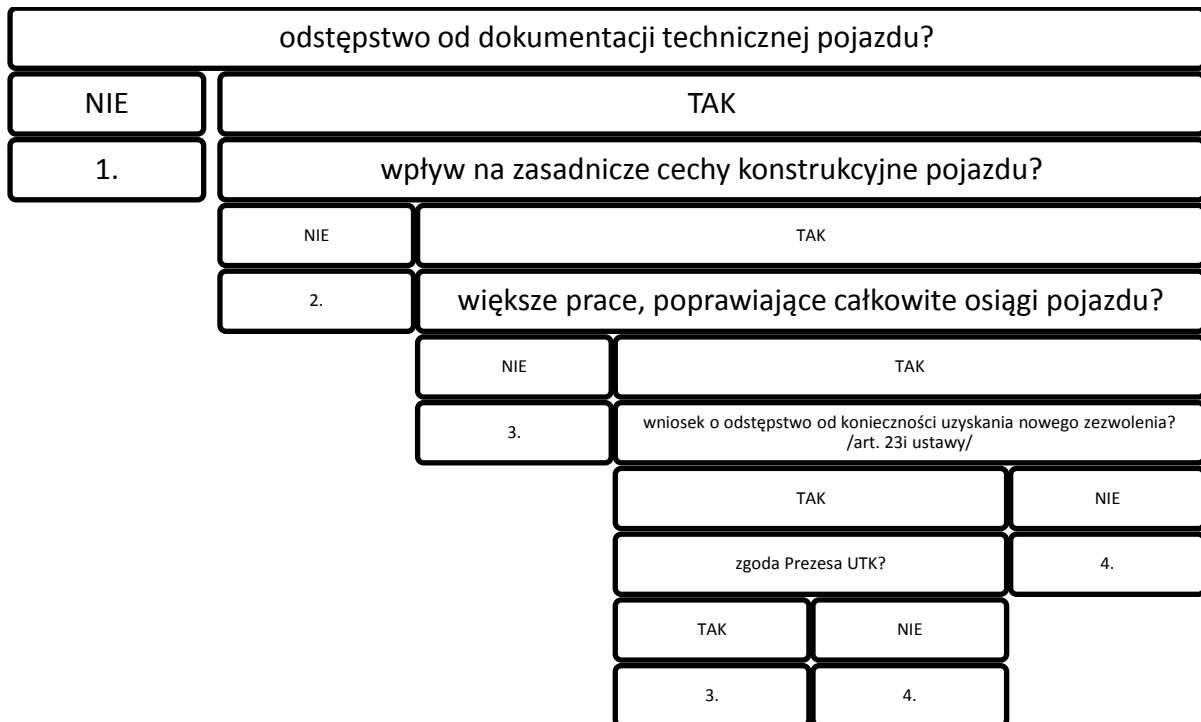 odstępstwo od dokumentacji technicznej pojazdu?
NIE
TAK
1.
wpływ na zasadnicze cechy konstrukcyjne pojazdu?
NIE
TAK
2.
większe prace, poprawiające całkowite osiągi pojazdu?
NIE
TAK
3.
wniosek o odstępstwo od konieczności uzyskania nowego zezwolenia?
/art. 23i ustawy/
TAK
NIE
zgoda Prezesa UTK?
4.
TAK
NIE
3.
4.